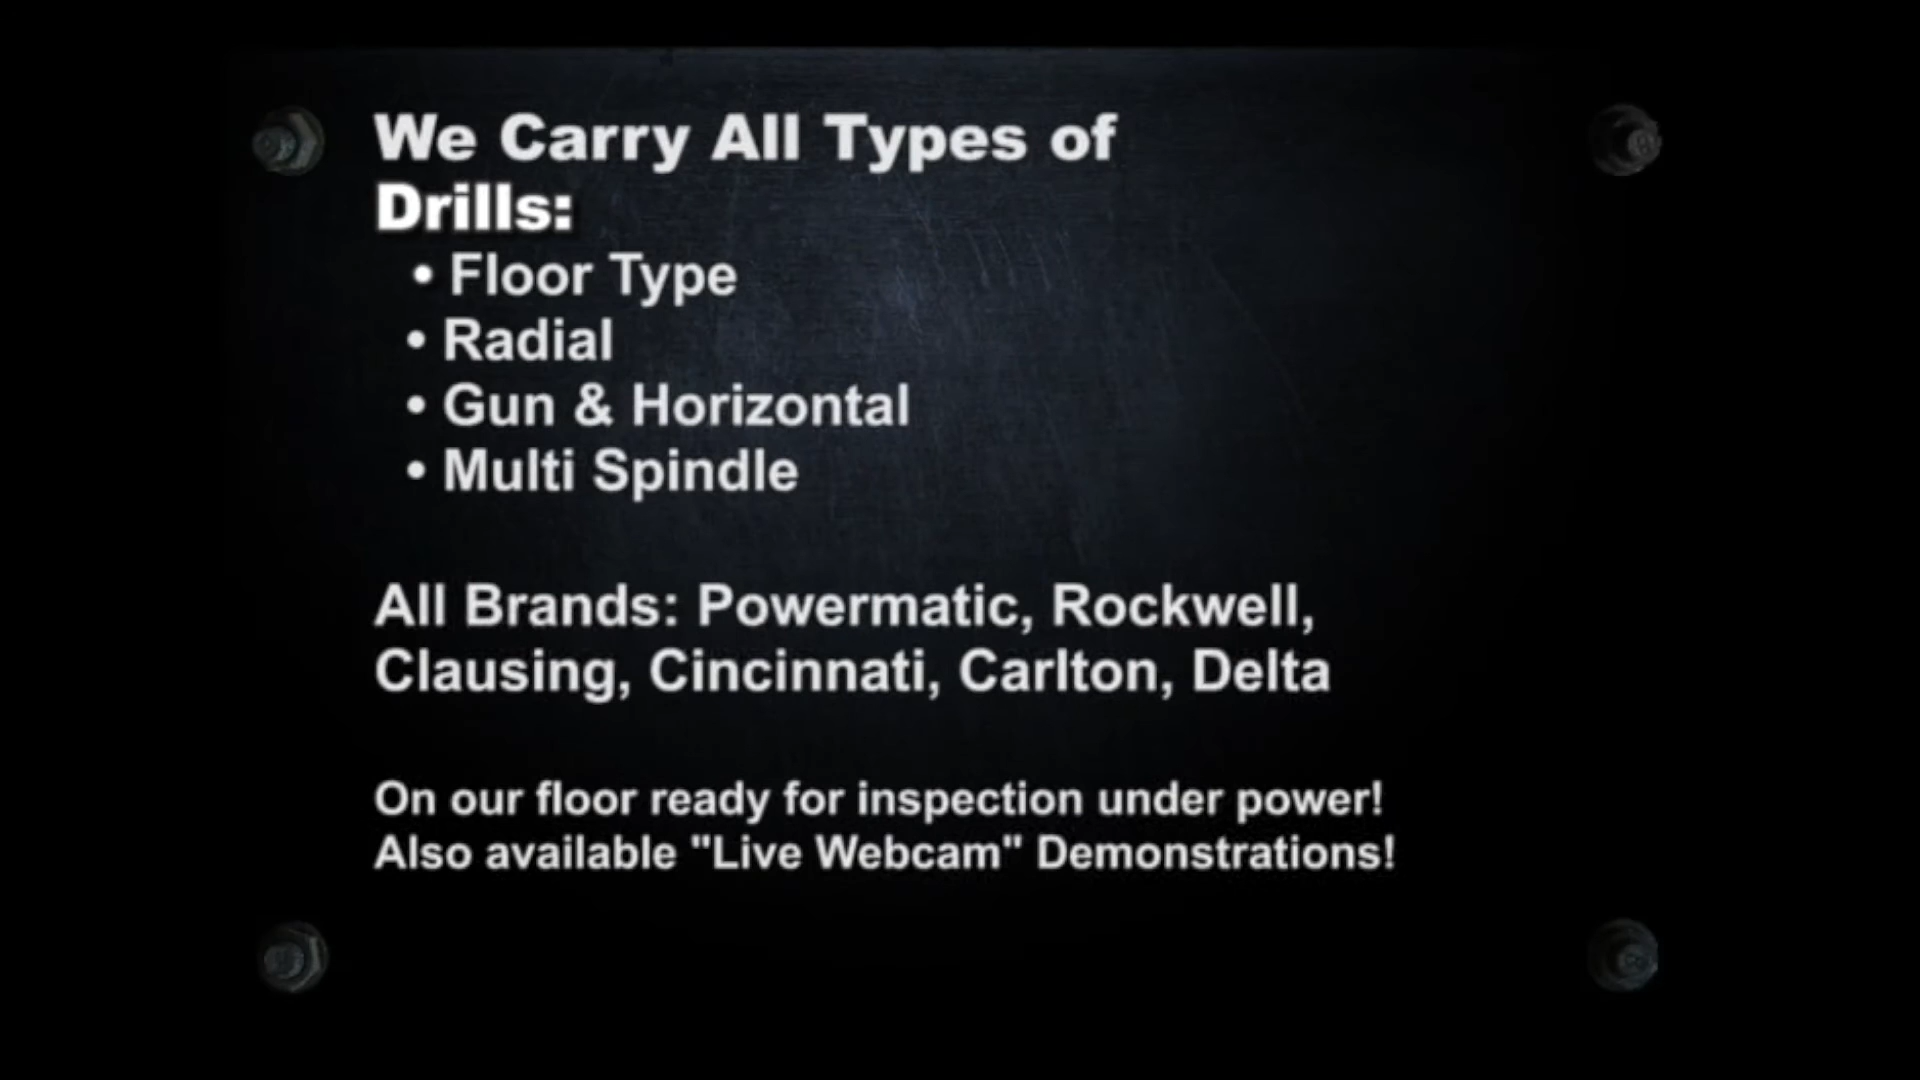 We Carry All Types of
Drills:
• Floor Type
• Radial
• Gun & Horizontal
• Multi Spindle
All Brands: Powermatic, Rockwell,
Clausing, Cincinnati, Carlton, Delta
On our floor ready for inspection under power!
Also available "Live Webcam" Demonstrations!